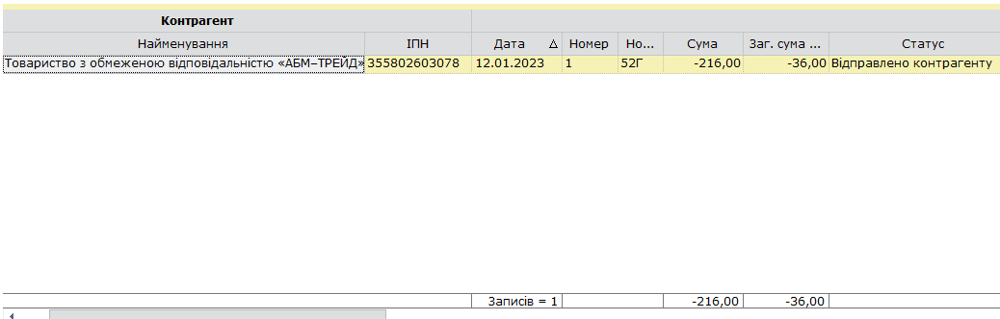 Контрагент
Найменування ІПН Дата Номер Но... Сума Заг. сума ... Статус
Товариство з обмеженою відповідальністю «АБМ–ТРЕЙД» 355802603078 12.01.2023 1 52Г -216,00 -36,00 Відправлено контрагенту
Записів = 1 -216,00 -36,00